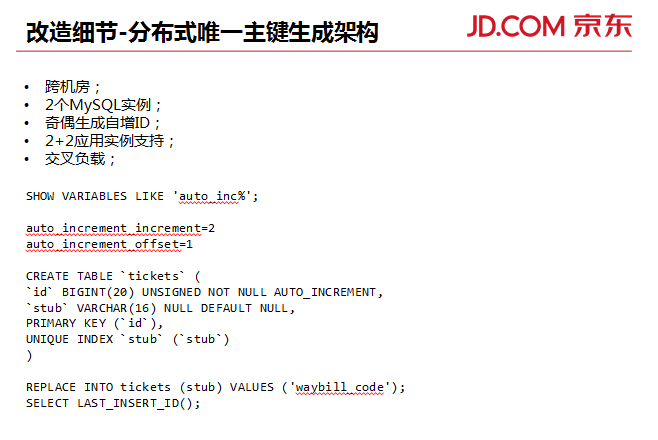 改造细节-分布式唯一主键生成架构
JD.COM 京东
• 跨机房；
• 2个MySQL实例；
• 奇偶生成自增ID；
• 2+2应用实例支持；
• 交叉负载；
SHOW VARIABLES LIKE 'auto_inc%';
auto_increment_increment=2
auto_increment_offset=1
CREATE TABLE `tickets` (
`id` BIGINT(20) UNSIGNED NOT NULL AUTO_INCREMENT,
`stub` VARCHAR(16) NULL DEFAULT NULL,
PRIMARY KEY (`id`),
UNIQUE INDEX `stub` (`stub`)
)
REPLACE INTO tickets (stub) VALUES ('waybill_code');
SELECT LAST_INSERT_ID();